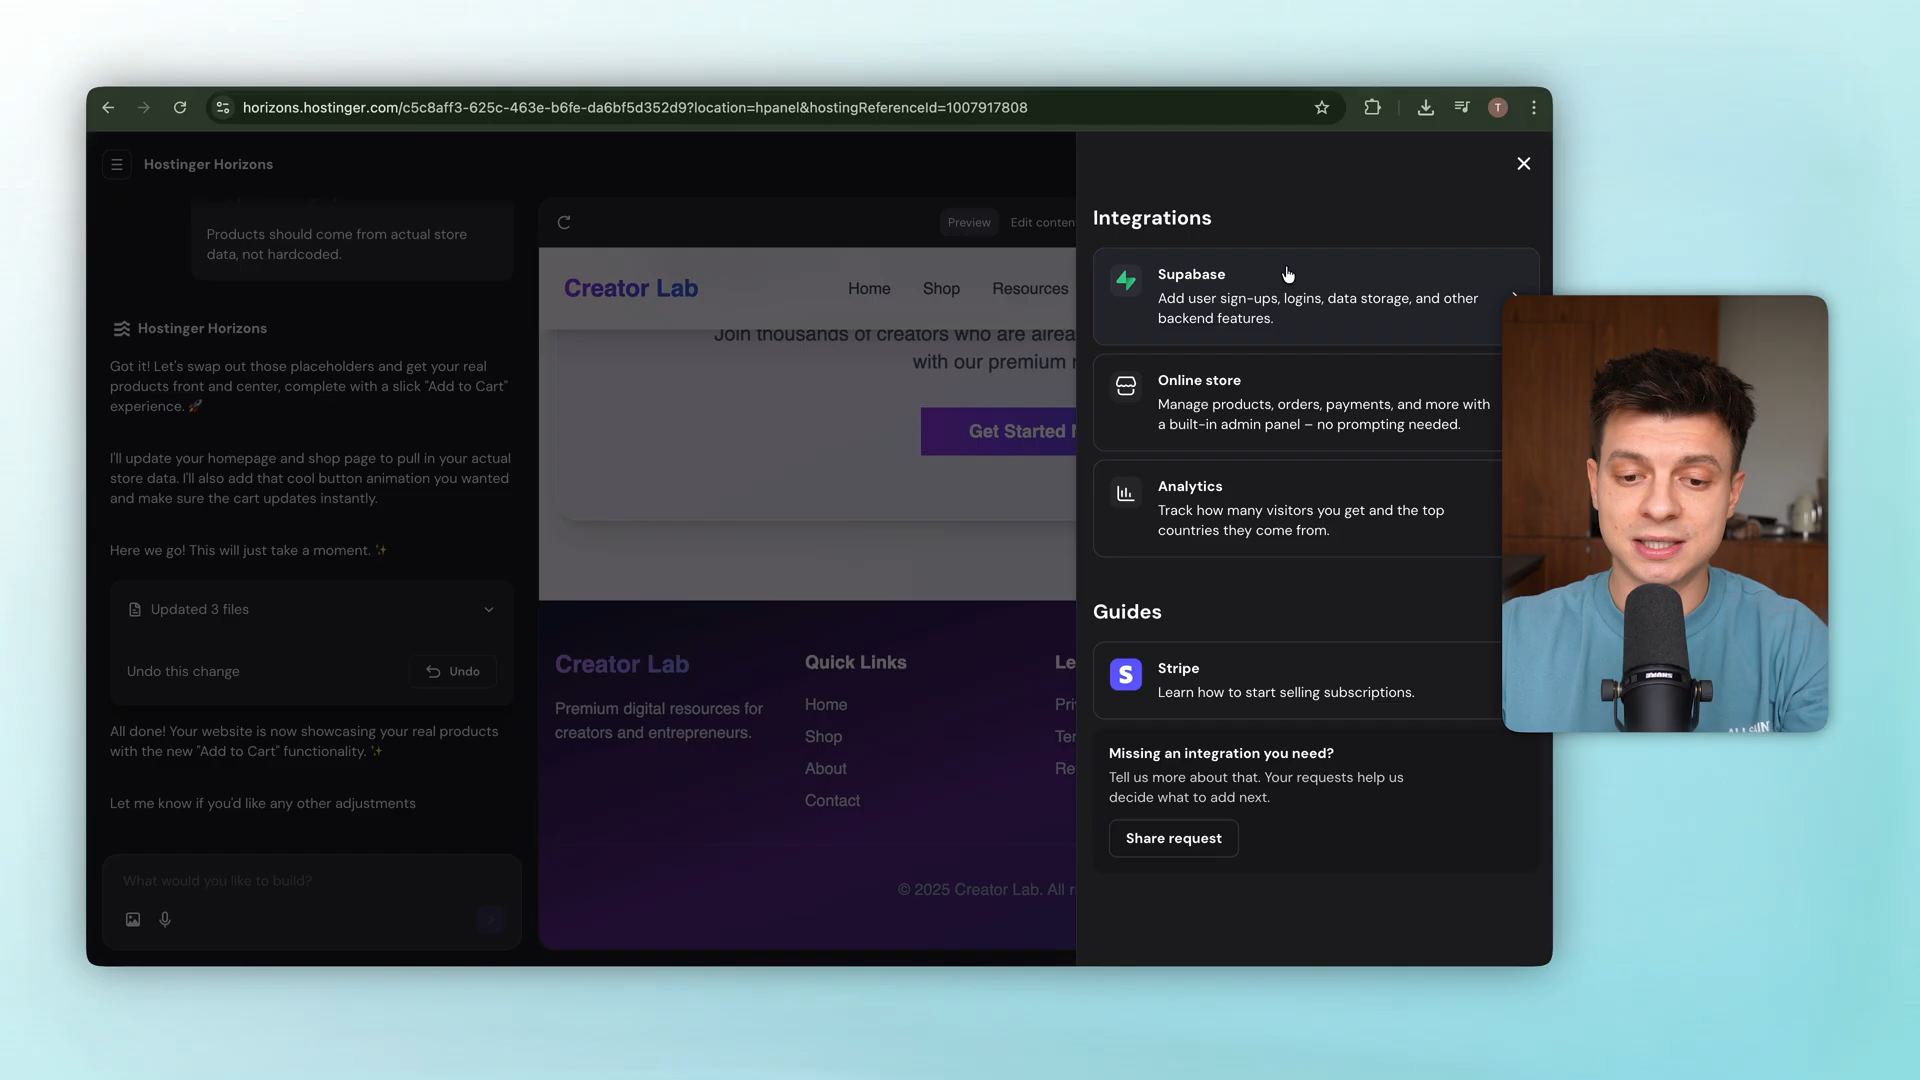 horizons.hostinger.com/c5c8aff3-625c-463e-b6fe-da6bf5d352d9?location=hpanel&hostingReferenceId=1007917808
T
Hostinger Horizons
Products should come from actual store
data, not hardcoded.
Hostinger Horizons
Got it! Let's swap out those placeholders and get your real
products front and center, complete with a slick "Add to Cart"
experience. 🚀
I'll update your homepage and shop page to pull in your actual
store data. I'll also add that cool button animation you wanted
and make sure the cart updates instantly.
Here we go! This will just take a moment. ✨
Updated 3 files
Undo this change
Undo
All done! Your website is now showcasing your real products
with the new "Add to Cart" functionality. ✨
Let me know if you'd like any other adjustments
What would you like to build?
Preview
Edit conten
Creator Lab
Home
Shop
Resources
Join thousands of creators who are alrea
with our premium r
Get Started N
Creator Lab
Premium digital resources for
creators and entrepreneurs.
Quick Links
Home
Shop
About
Contact
Le
Pri
Ter
Re
© 2025 Creator Lab. All r
Integrations
Supabase
Add user sign-ups, logins, data storage, and other
backend features.
Online store
Manage products, orders, payments, and more with
a built-in admin panel – no prompting needed.
Analytics
Track how many visitors you get and the top
countries they come from.
Guides
S
Stripe
Learn how to start selling subscriptions.
Missing an integration you need?
Tell us more about that. Your requests help us
decide what to add next.
Share request